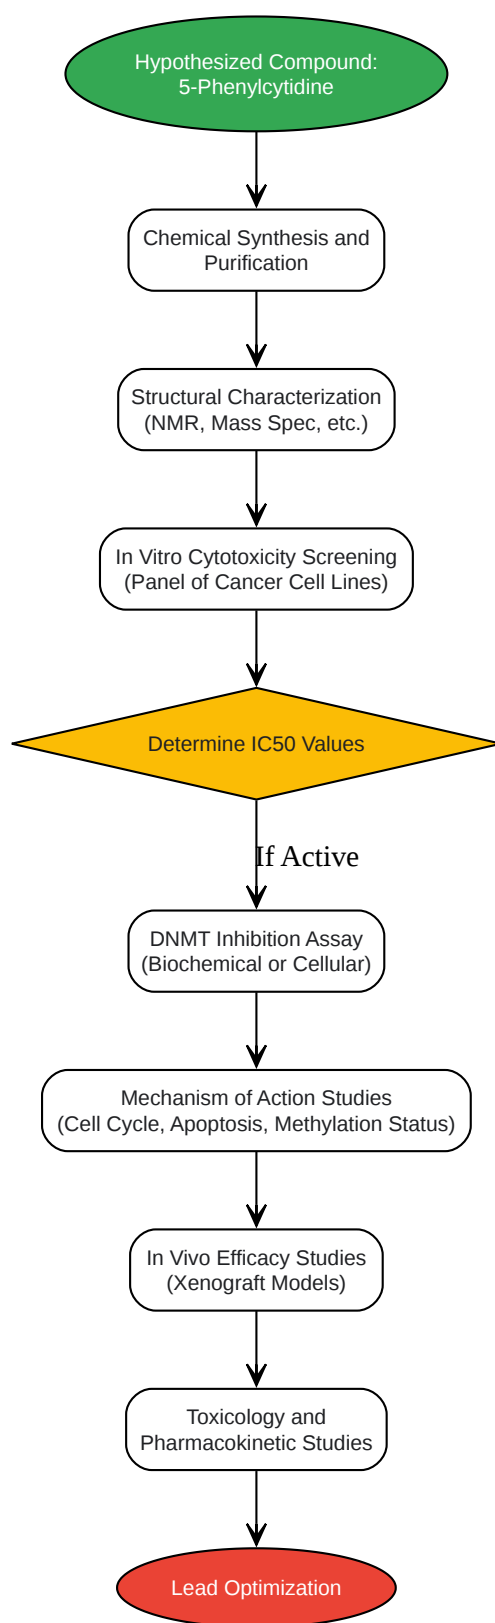 Hypothesized Compound:
5-Phenylcytidine
Chemical Synthesis and
Purification
Structural Characterization
(NMR, Mass Spec, etc.)
In Vitro Cytotoxicity Screening
(Panel of Cancer Cell Lines)
Determine IC50 Values
If Active
DNMT Inhibition Assay
(Biochemical or Cellular)
Mechanism of Action Studies
(Cell Cycle, Apoptosis, Methylation Status)
In Vivo Efficacy Studies
(Xenograft Models)
Toxicology and
Pharmacokinetic Studies
Lead Optimization